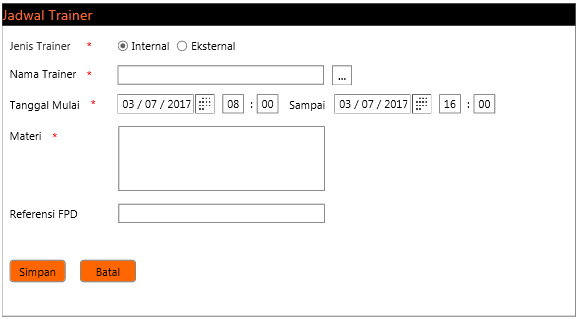 Jadwal Trainer
Jenis Trainer * Internal Eksternal
Nama Trainer * ...
Tanggal Mulai * 03 / 07 / 2017 08 : 00 Sampai 03 / 07 / 2017 16 : 00
Materi *
Referensi FPD
Simpan Batal